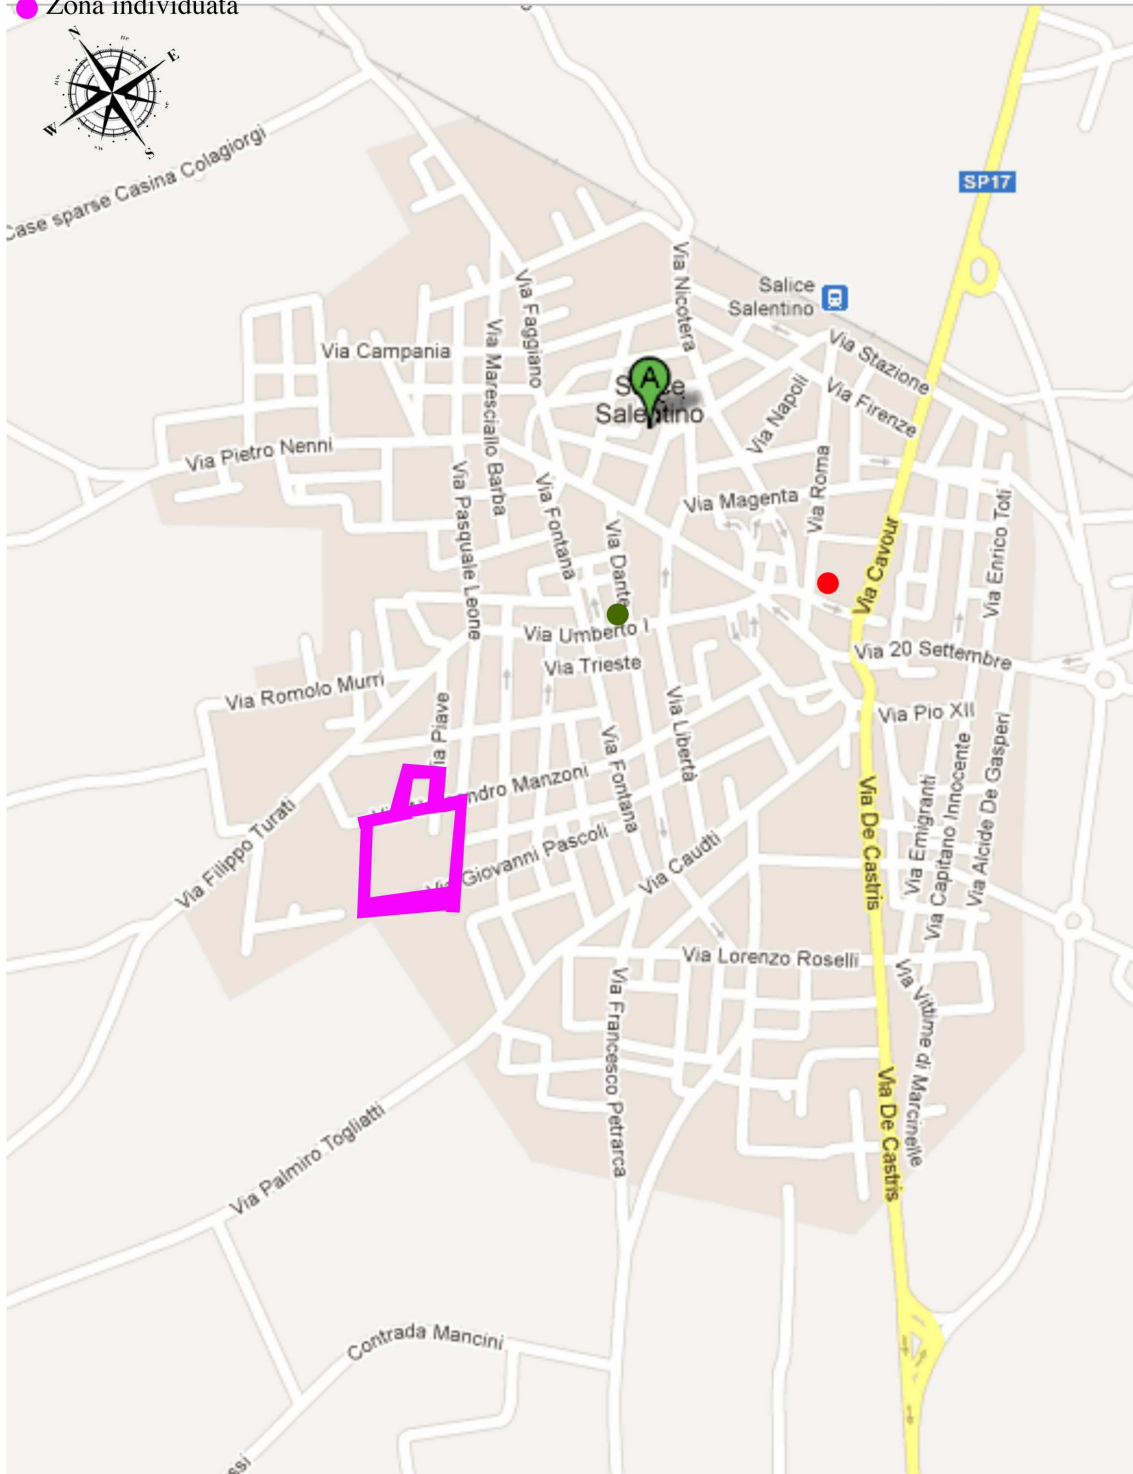 Zona individuata
N
E
W
S
Case sparse Casina Colagiorgi
SP17
Via Nicotera
Salice
Salentino
Via Faggiano
Via Stazione
Via Campania
Via Maresciallo Barba
A
Salentino
Via Napoli
Via Firenze
Via Pietro Nenni
Via Roma
Via Pasquale Leone
Via Fontana
Via Magenta
Via Dante
Via Cavour
Via Enrico Toti
Via Umberto I
Via Trieste
Via 20 Settembre
Via Romolo Murri
Via Libertà
Via Pio XII
Via Fontana
Via Filippo Turati
Via Giovanni Pascoli
Via Caudti
Via De Castris
Via Emigranti
Via Capitano Innocente
Via Alcide De Gasperi
Via Lorenzo Roselli
Via Francesco Petrarca
Via Vittime di Marcinelle
Via De Castris
Via Palmiro Togliatti
Contrada Mancini